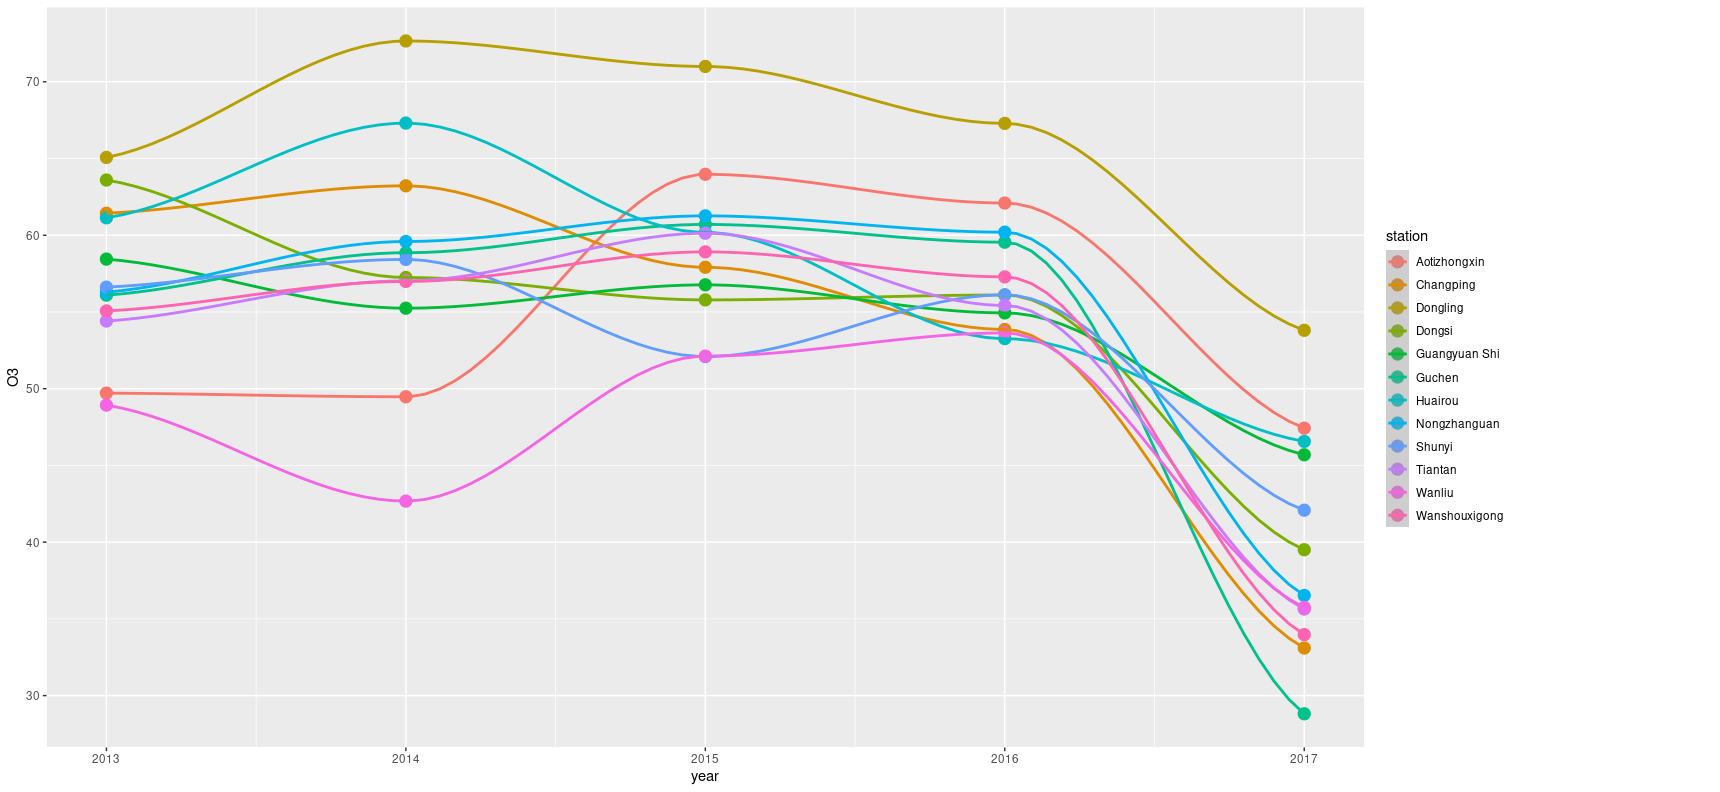 O3
70
60
50
40
30
2013
2014
2015
2016
2017
year
station
Aotizhongxin
Changping
Dongling
Dongsi
Guangyuan Shi
Guchen
Huairou
Nongzhanguan
Shunyi
Tiantan
Wanliu
Wanshouxigong